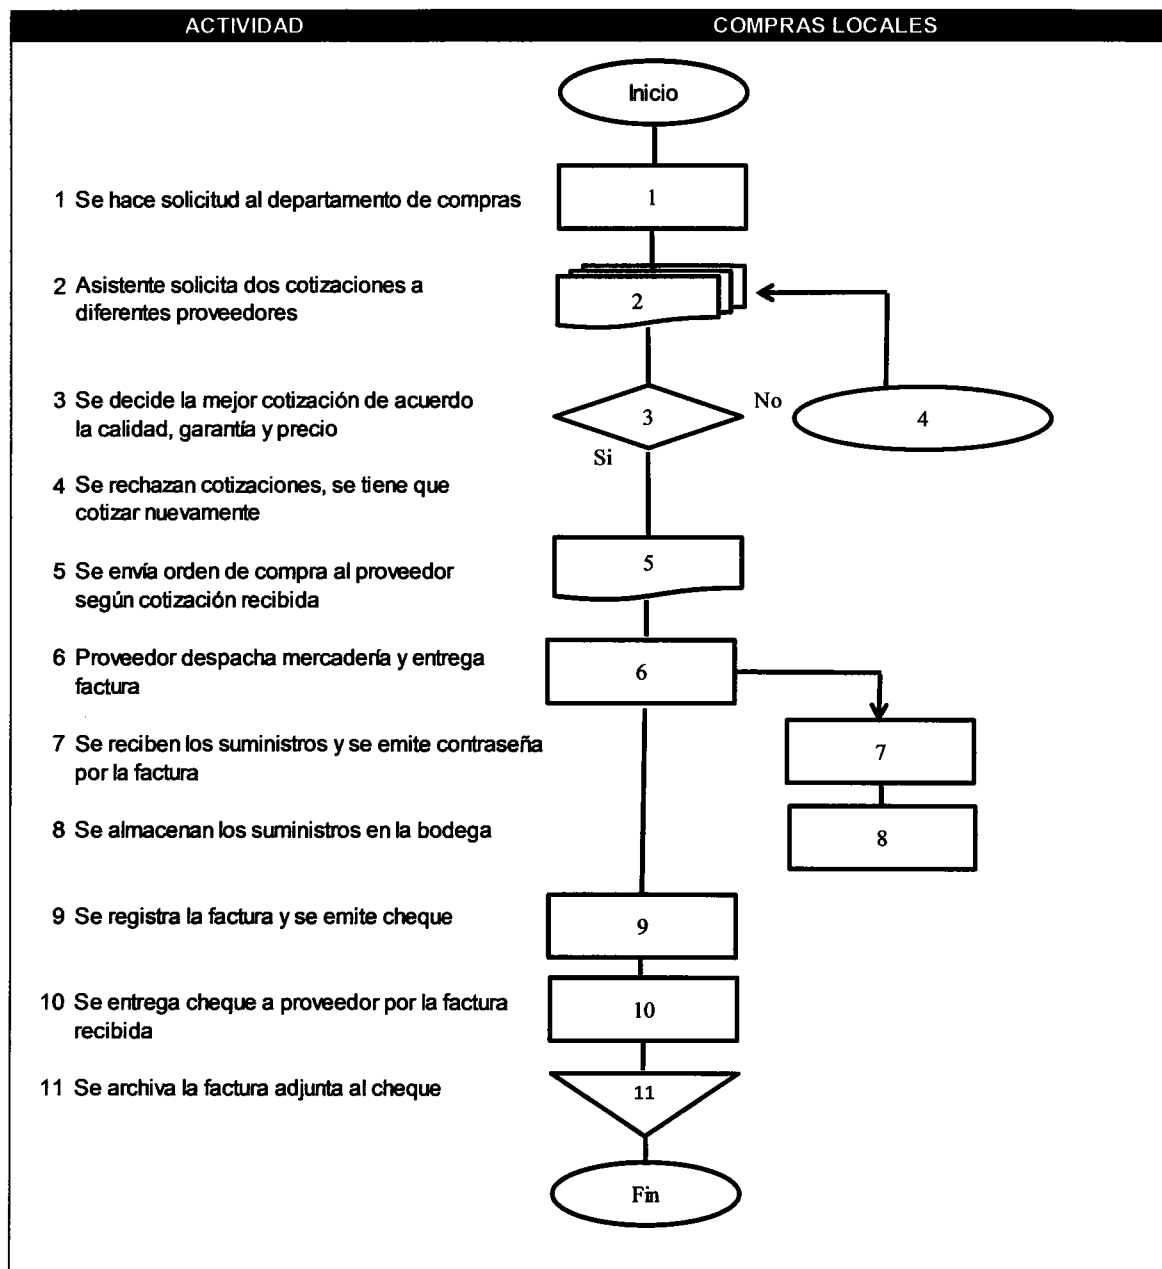 ACTIVIDAD
COMPRAS LOCALES
Inicio
1 Se hace solicitud al departamento de compras
1
2 Asistente solicita dos cotizaciones a
diferentes proveedores
2
3 Se decide la mejor cotización de acuerdo
la calidad, garantía y precio
3
No
4
Si
4 Se rechazan cotizaciones, se tiene que
cotizar nuevamente
5 Se envía orden de compra al proveedor
según cotización recibida
5
6 Proveedor despacha mercadería y entrega
factura
6
7 Se reciben los suministros y se emite contraseña
por la factura
7
8 Se almacenan los suministros en la bodega
8
9 Se registra la factura y se emite cheque
9
10 Se entrega cheque a proveedor por la factura
recibida
10
11 Se archiva la factura adjunta al cheque
11
Fin